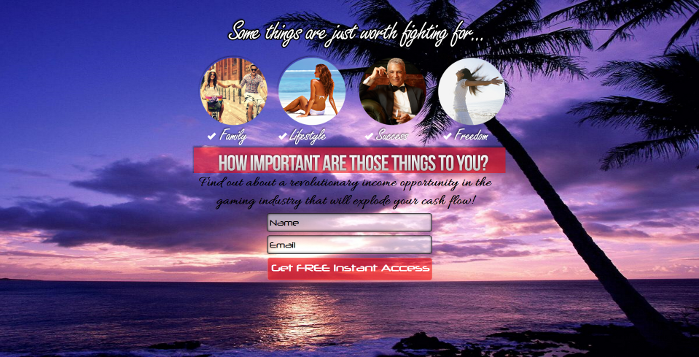 Some things are just worth fighting for...
✔ Family ✔ Lifestyle ✔ Success ✔ Freedom
HOW IMPORTANT ARE THOSE THINGS TO YOU?
Find out about a revolutionary income opportunity in the
gaming industry that will explode your cash flow!
Name
Email
Get FREE Instant Access